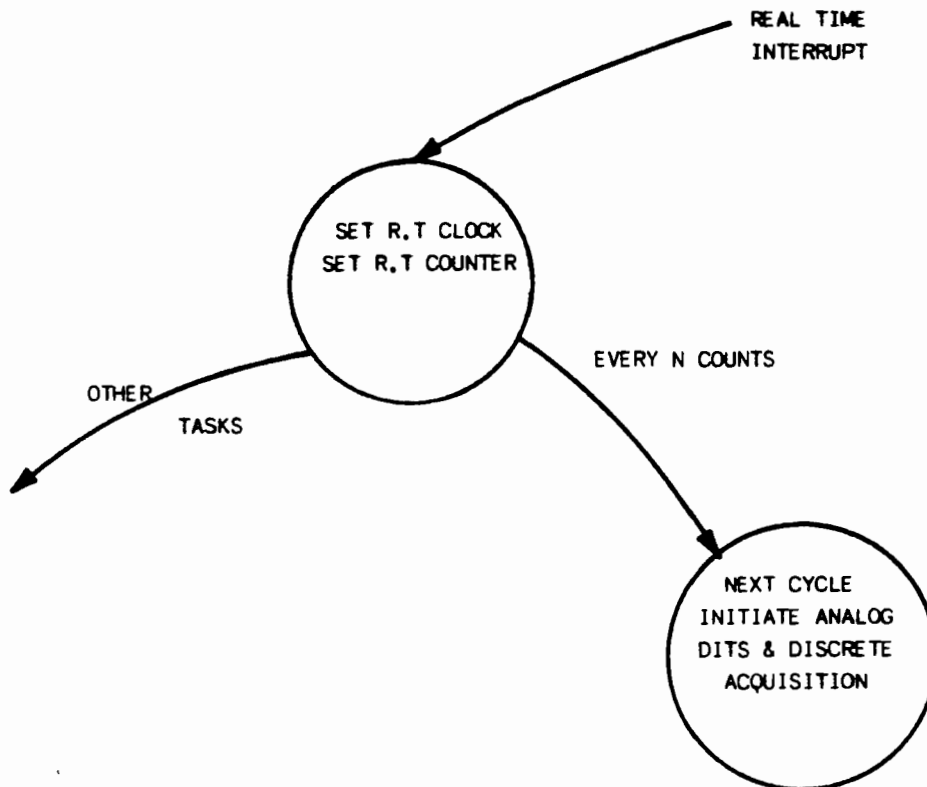 REAL TIME
INTERRUPT
SET R.T CLOCK
SET R.T COUNTER
EVERY N COUNTS
OTHER
TASKS
NEXT CYCLE
INITIATE ANALOG
DITS & DISCRETE
ACQUISITION